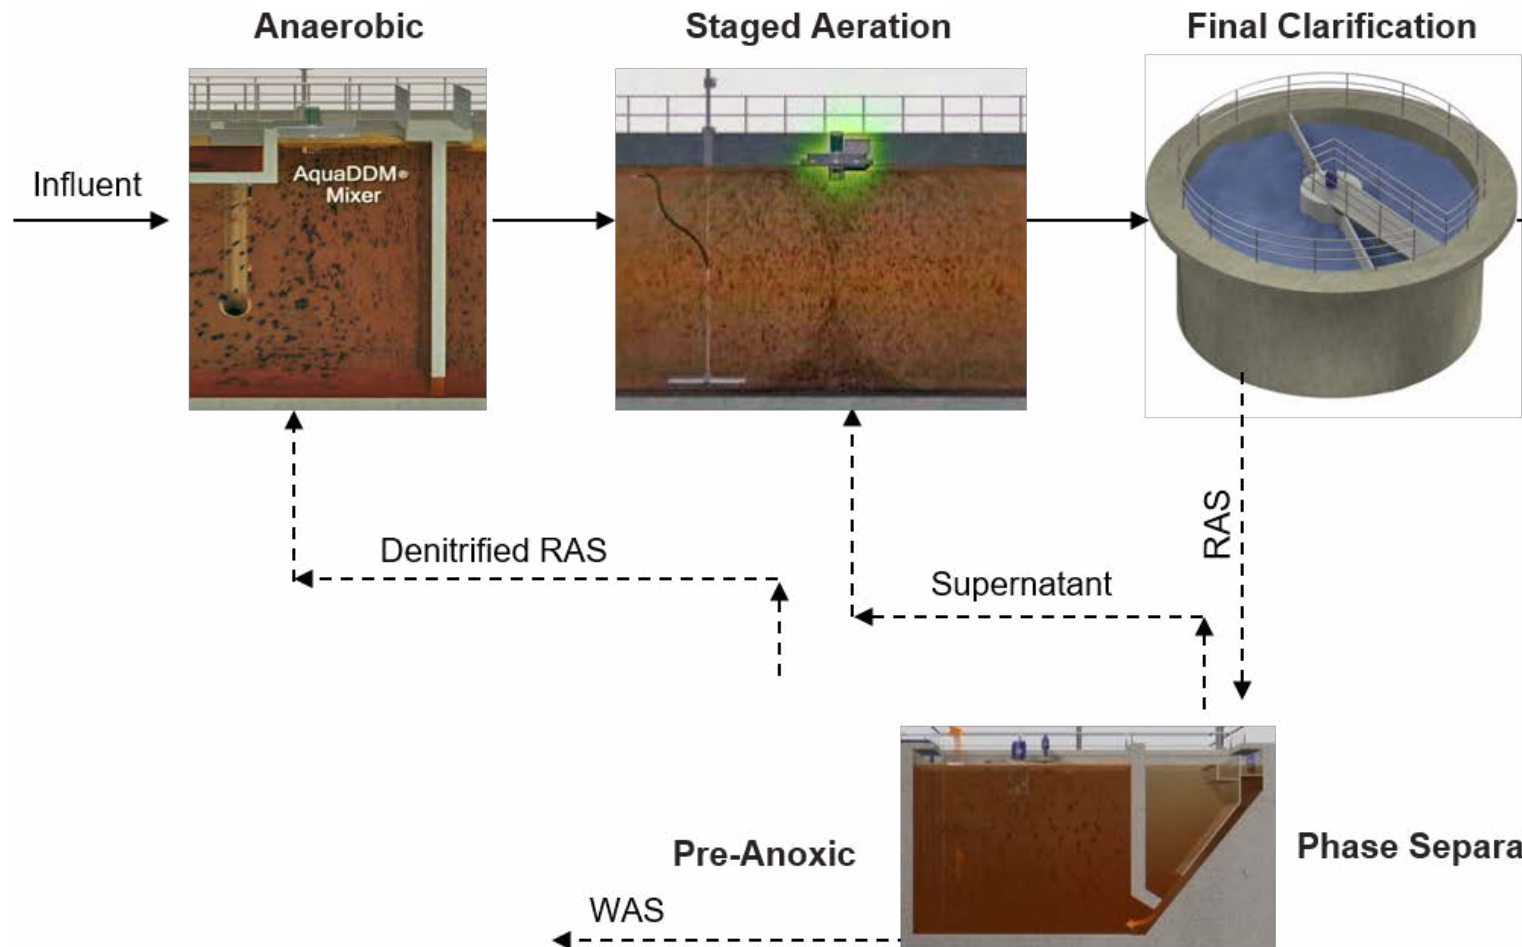 Anaerobic
Staged Aeration
Final Clarification
Influent
AquaDDM®
Mixer
Denitrified RAS
Supernatant
RAS
Pre-Anoxic
Phase Separa
WAS